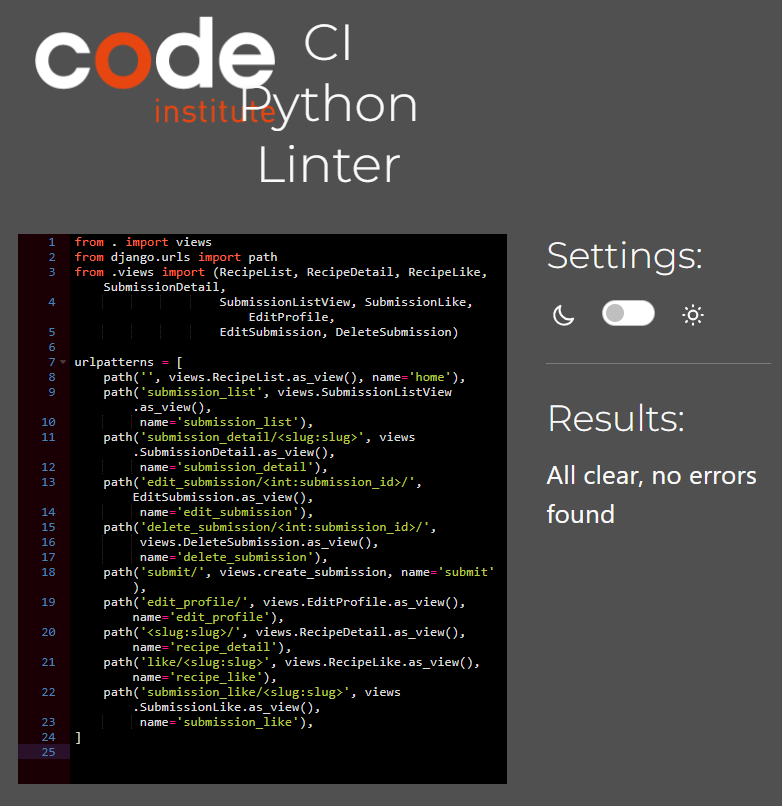 code
institute
CI
Python
Linter
1 from . import views
2 from django.urls import path
3 from .views import (RecipeList, RecipeDetail, RecipeLike,
SubmissionDetail,
4 SubmissionListView, SubmissionLike,
EditProfile,
5 EditSubmission, DeleteSubmission)
6
7 urlpatterns = [
8 path('', views.RecipeList.as_view(), name='home'),
9 path('submission_list', views.SubmissionListView
.as_view(),
10 name='submission_list'),
11 path('submission_detail/<slug:slug>', views
.SubmissionDetail.as_view(),
12 name='submission_detail'),
13 path('edit_submission/<int:submission_id>/',
EditSubmission.as_view(),
14 name='edit_submission'),
15 path('delete_submission/<int:submission_id>/',
16 views.DeleteSubmission.as_view(),
17 name='delete_submission'),
18 path('submit/', views.create_submission, name='submit'
),
19 path('edit_profile/', views.EditProfile.as_view(),
name='edit_profile'),
20 path('<slug:slug>/', views.RecipeDetail.as_view(),
name='recipe_detail'),
21 path('like/<slug:slug>', views.RecipeLike.as_view(),
name='recipe_like'),
22 path('submission_like/<slug:slug>', views
.SubmissionLike.as_view(),
23 name='submission_like'),
24 ]
25
Settings:
Results:
All clear, no errors
found